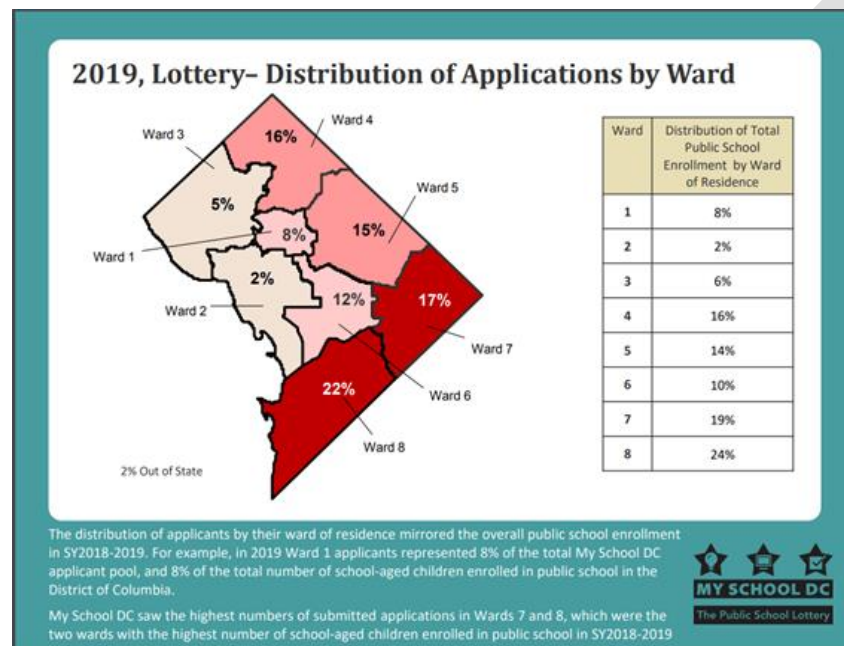 2019, Lottery– Distribution of Applications by Ward
Ward 3
Ward 4
16%
5%
Ward 5
8%
15%
Ward 1
2%
12%
17%
Ward 2
Ward 7
22%
Ward 6
Ward 8
2% Out of State
Ward
Distribution of Total
Public School
Enrollment by Ward
of Residence
1 8%
2 2%
3 6%
4 16%
5 14%
6 10%
7 19%
8 24%
The distribution of applicants by their ward of residence mirrored the overall public school enrollment
in SY2018-2019. For example, in 2019 Ward 1 applicants represented 8% of the total My School DC
applicant pool, and 8% of the total number of school-aged children enrolled in public school in the
District of Columbia.
My School DC saw the highest numbers of submitted applications in Wards 7 and 8, which were the
two wards with the highest number of school-aged children enrolled in public school in SY2018-2019
MY SCHOOL DC
The Public School Lottery